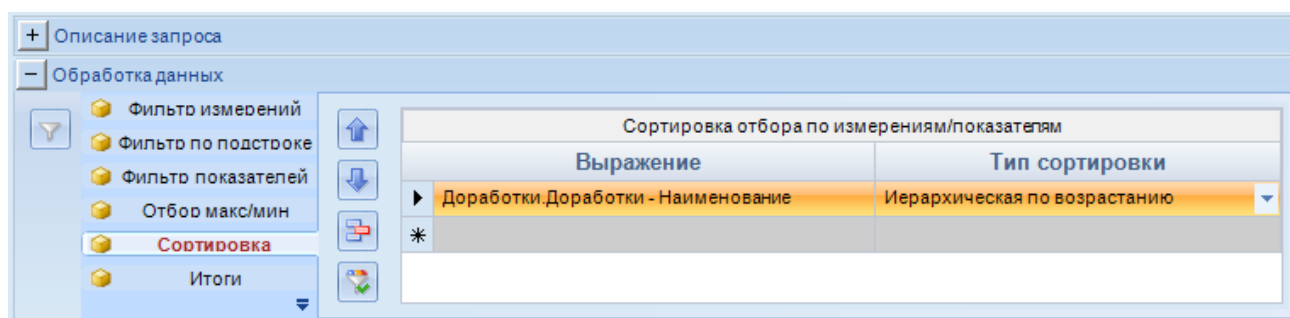 Описание запроса
Обработка данных
Фильтр измерений
Фильтр по подстроке
Фильтр показателей
Отбор макс/мин
Сортировка
Итоги
Сортировка отбора по измерениям/показателям
Выражение Тип сортировки
Доработки.Доработки - Наименование Иерархическая по возрастанию